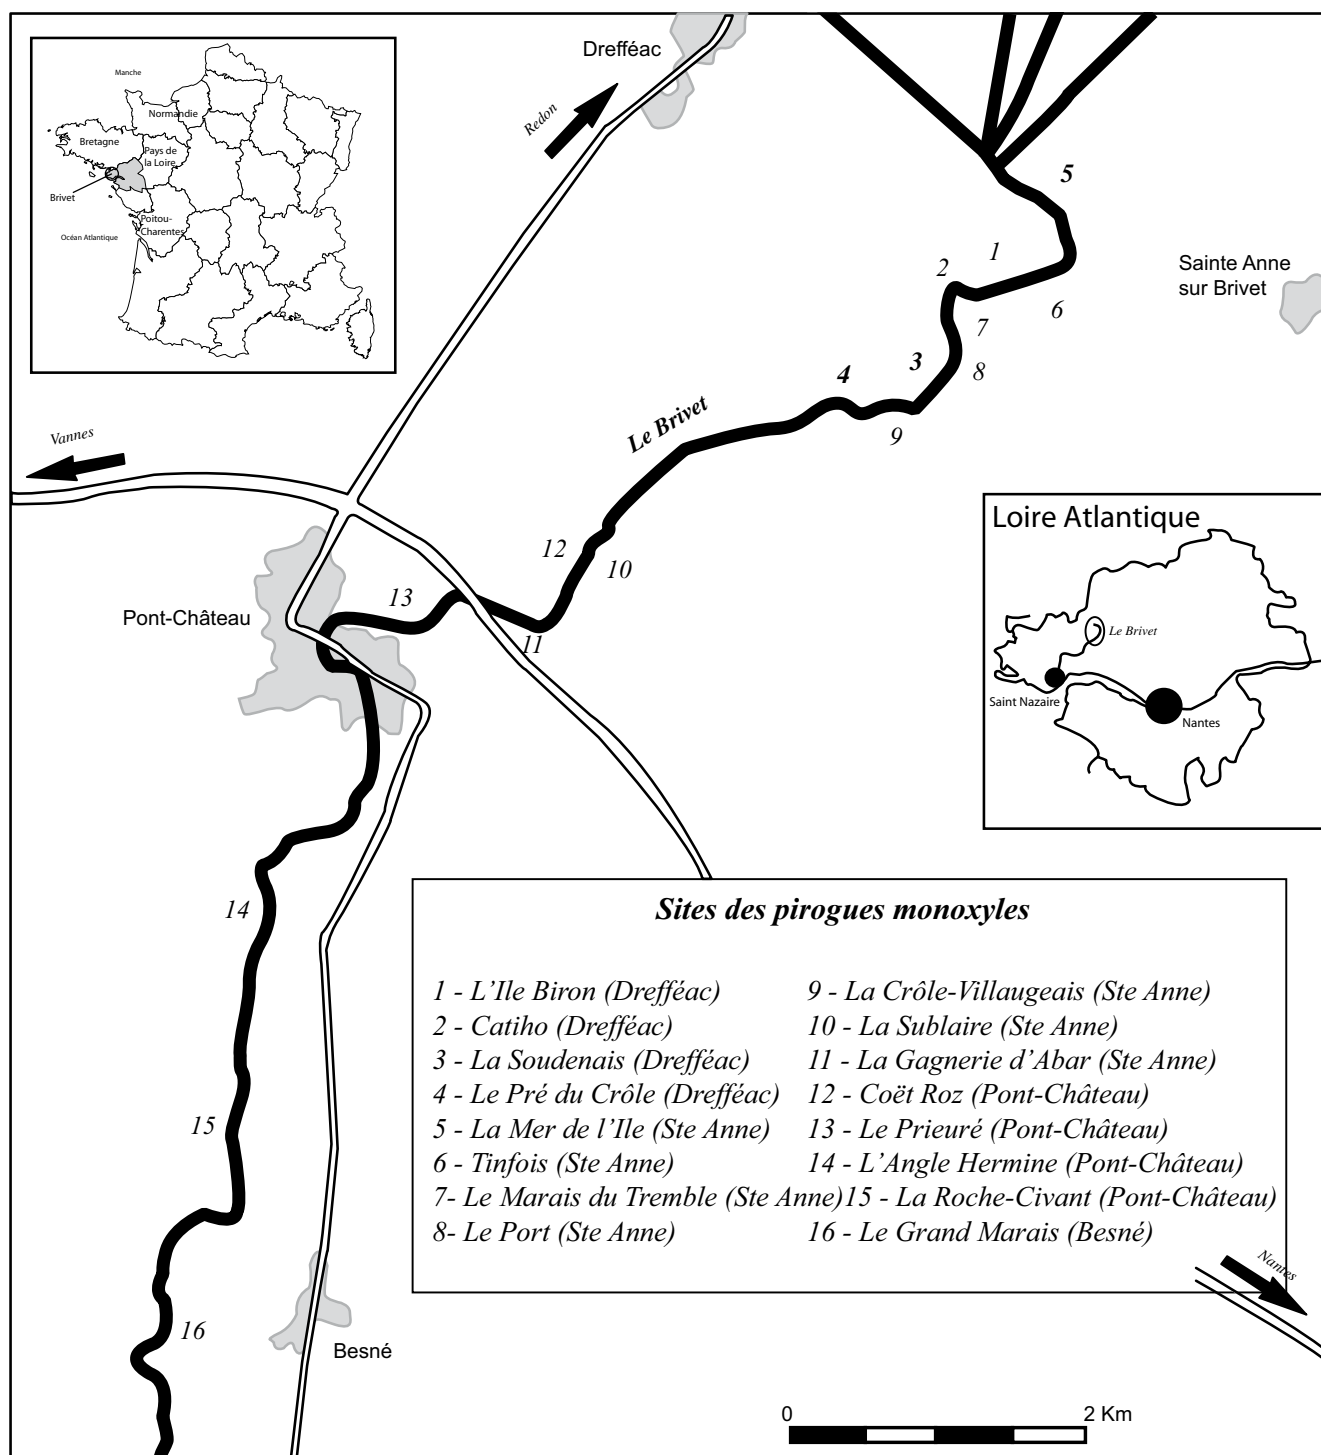 Manche
Normandie
Bretagne
Pays de
la Loire
Brivet
Poitou-
Charentes
Océan Atlantique
Drefféac
Redon
5
1
2
Sainte Anne
sur Brivet
6
7
3
8
4
9
Le Brivet
Vannes
12
10
13
11
Pont-Château
Loire Atlantique
Le Brivet
Saint Nazaire
Nantes
14
15
16
Besné
Sites des pirogues monoxyles
1 - L'Ile Biron (Drefféac)
2 - Catiho (Drefféac)
3 - La Soudenais (Drefféac)
4 - Le Pré du Crôle (Drefféac)
5 - La Mer de l'Ile (Ste Anne)
6 - Tinfois (Ste Anne)
7- Le Marais du Tremble (Ste Anne)
8- Le Port (Ste Anne)
9 - La Crôle-Villaugeais (Ste Anne)
10 - La Sublaire (Ste Anne)
11 - La Gagnerie d'Abar (Ste Anne)
12 - Coët Roz (Pont-Château)
13 - Le Prieuré (Pont-Château)
14 - L'Angle Hermine (Pont-Château)
15 - La Roche-Civant (Pont-Château)
16 - Le Grand Marais (Besné)
Nantes
0 2 Km